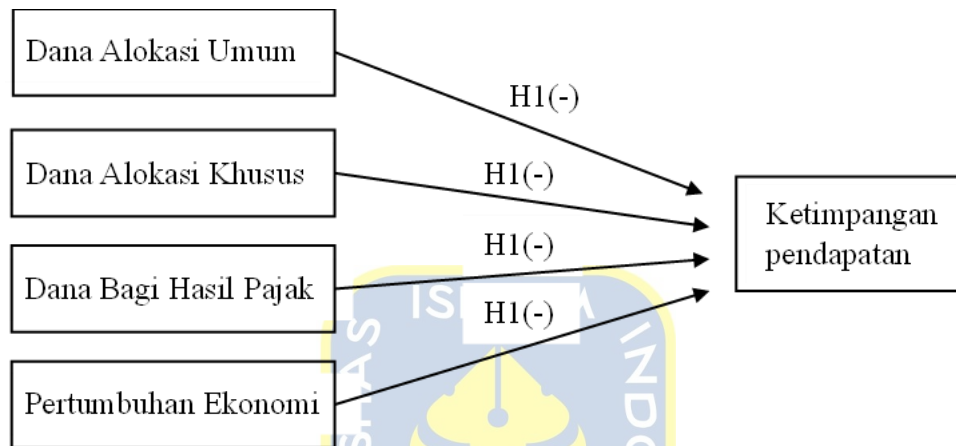 Dana Alokasi Umum
H1(-)
Dana Alokasi Khusus
H1(-)
Ketimpangan
pendapatan
H1(-)
Dana Bagi Hasil Pajak
H1(-)
Pertumbuhan Ekonomi